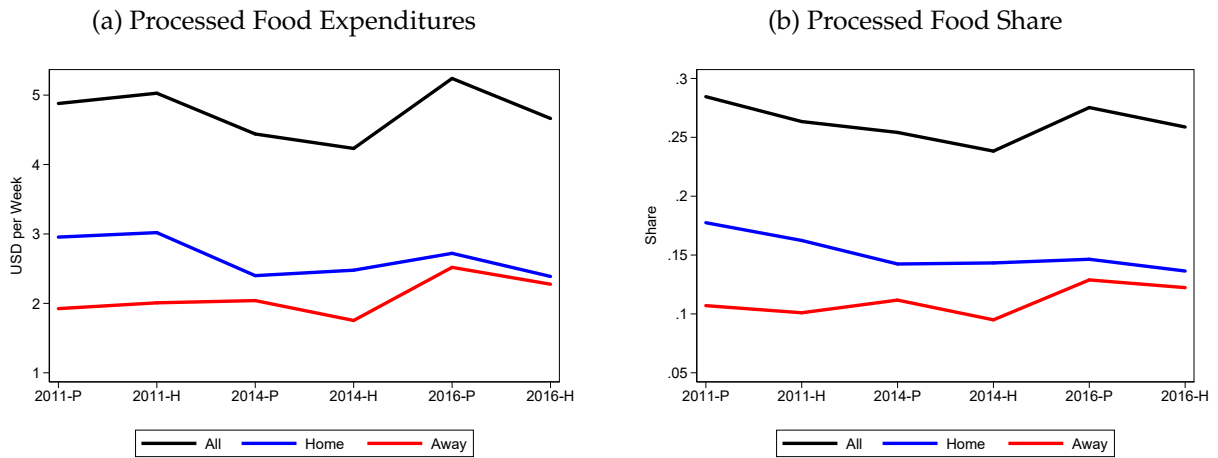 (a) Processed Food Expenditures
USD per Week
5
4
3
2
1
2011-P 2011-H 2014-P 2014-H 2016-P 2016-H
All Home Away
(b) Processed Food Share
Share
.3
.25
.2
.15
.1
.05
2011-P 2011-H 2014-P 2014-H 2016-P 2016-H
All Home Away